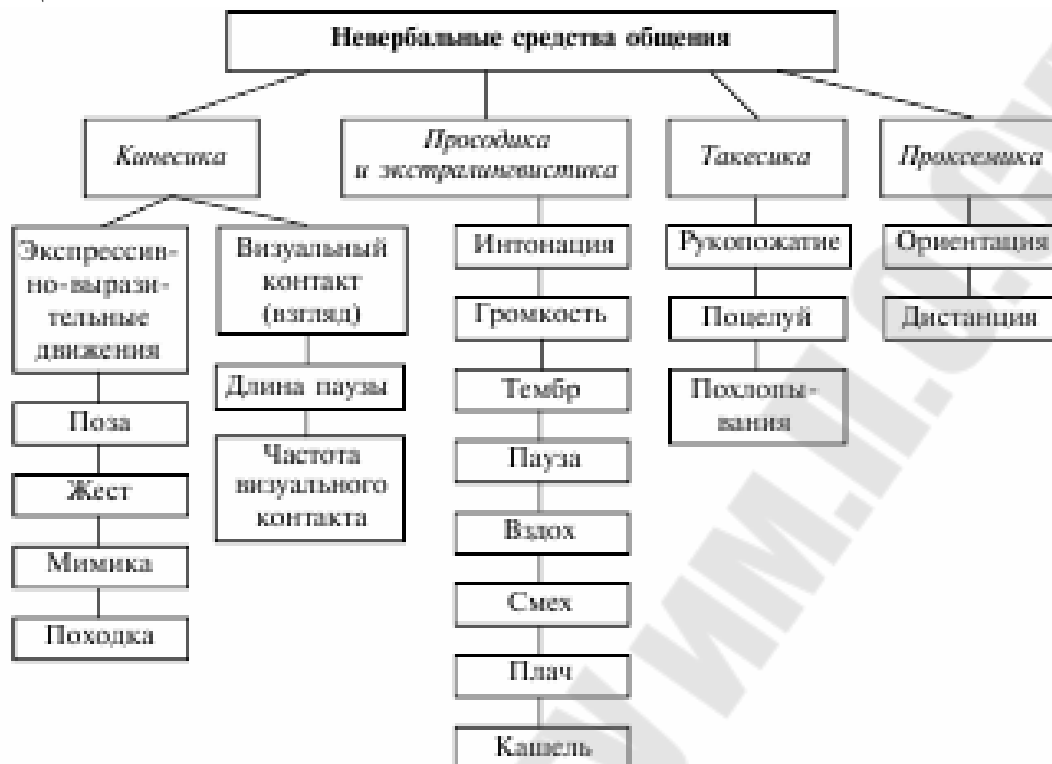 Невербальные средства общения
Кинесика
Просодика
и экстралингвистика
Такесика
Проксемика
Экспрессив-
но-вырази-
тельные
движения
Поза
Жест
Мимика
Походка
Визуальный
контакт
(взгляд)
Длина паузы
Частота
визуального
контакта
Интонация
Громкость
Тембр
Пауза
Вздох
Смех
Плач
Кашель
Рукопожатие
Поцелуй
Похлопы-
вания
Ориентация
Дистанция
им.П.О.Су